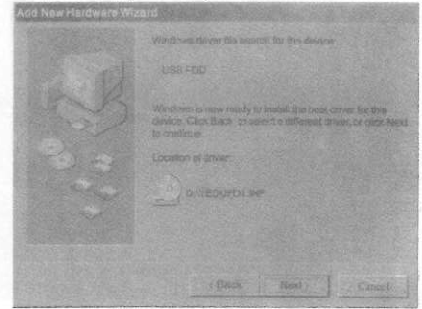 Add New Hardware Wizard
Windows driver file search for the device:
USB FDD
Windows is now ready to install the best driver for this
device. Click Back to select a different driver, or click Next
to continue.
Location of driver:
< Back
Next >
Cancel